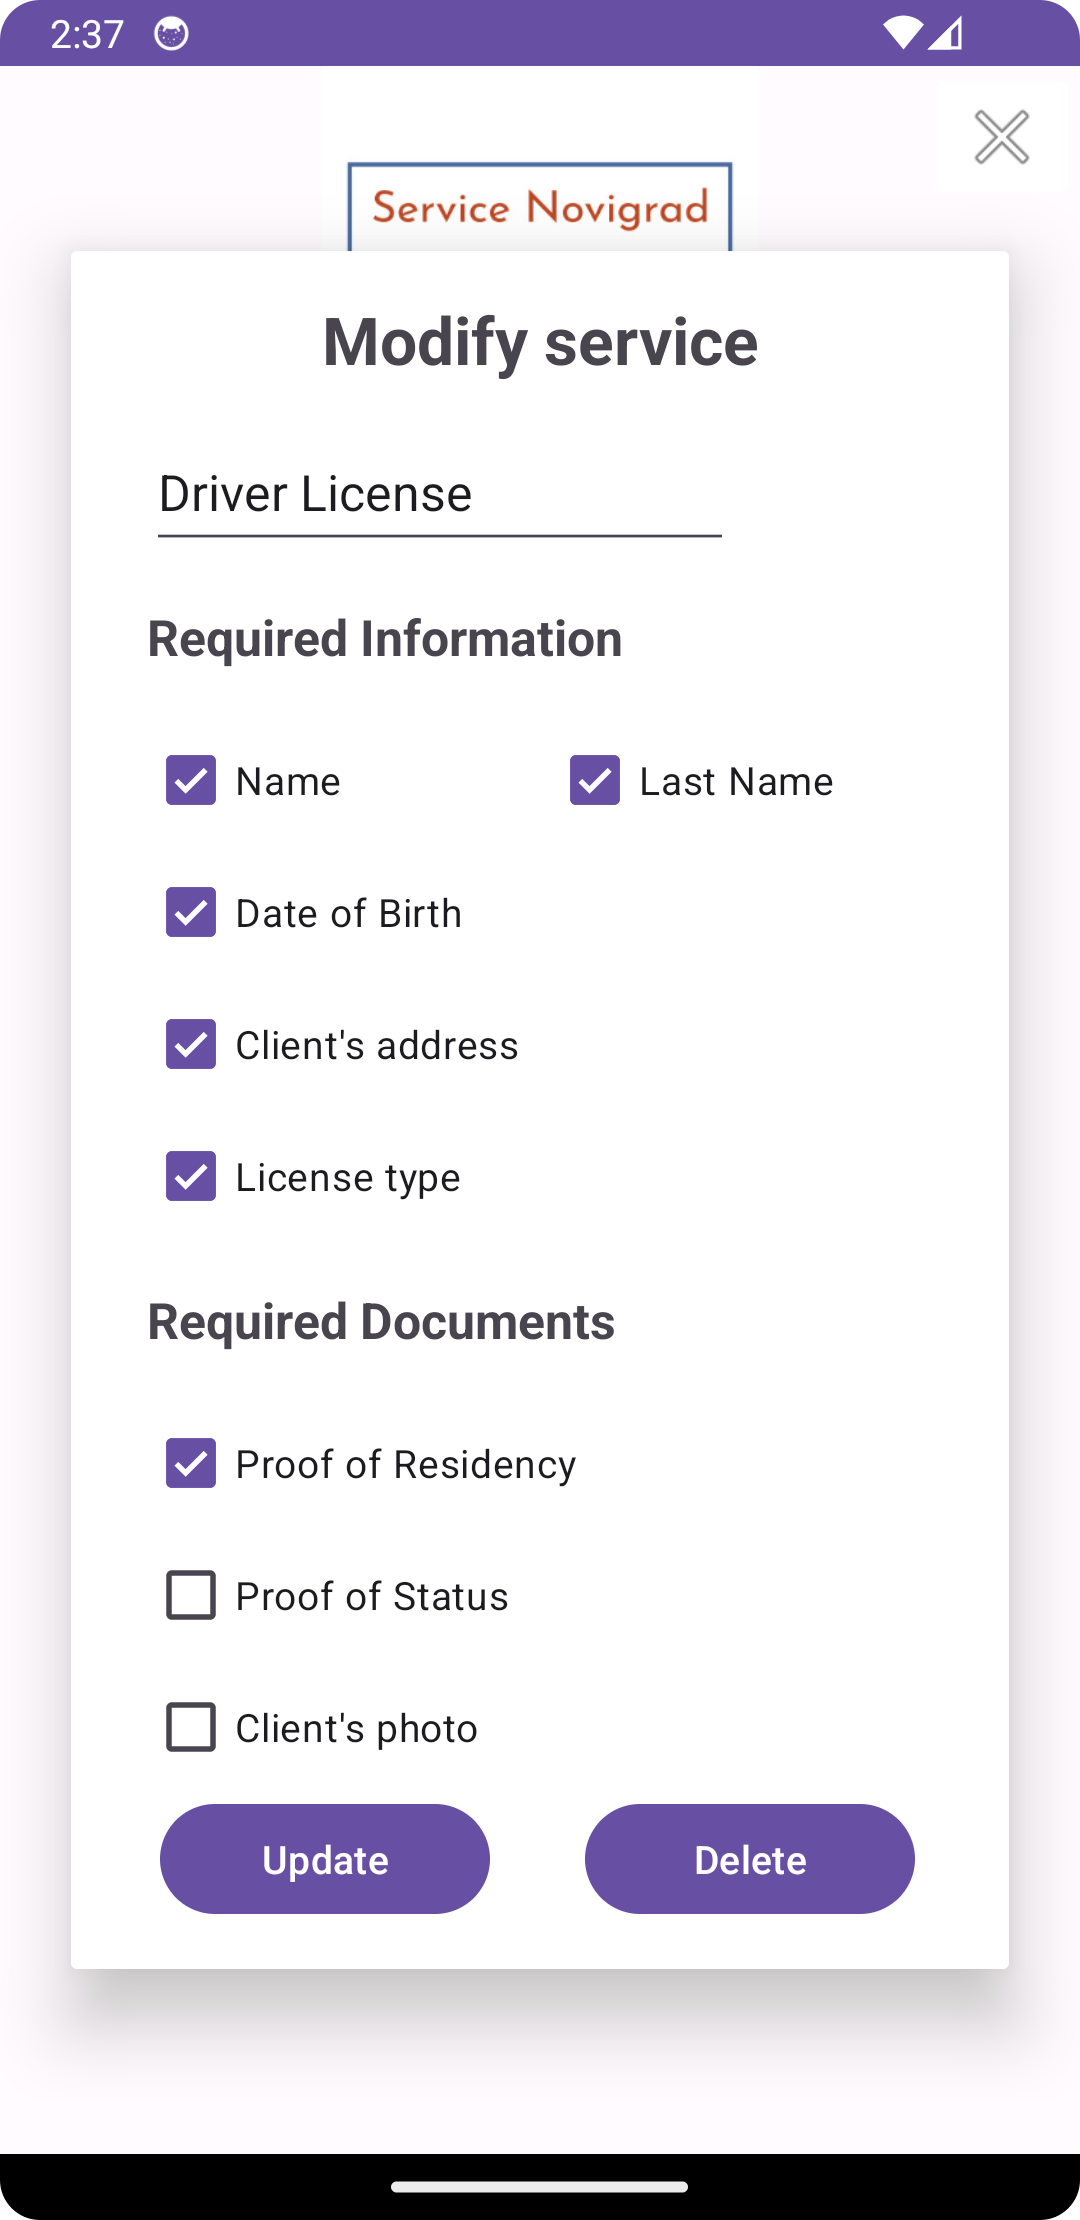 2:37
Service Novigrad
Modify service
Driver License
Required Information
Name
Last Name
Date of Birth
Client's address
License type
Required Documents
Proof of Residency
Proof of Status
Client's photo
Update
Delete